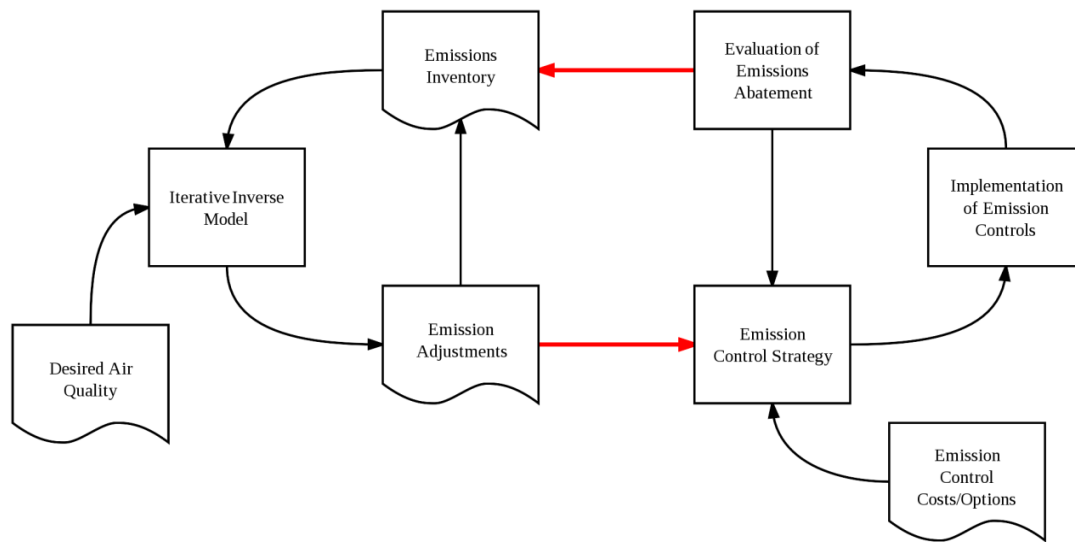 Emissions
Inventory
Evaluation of
Emissions
Abatement
Iterative Inverse
Model
Implementation
of Emission
Controls
Desired Air
Quality
Emission
Adjustments
Emission
Control Strategy
Emission
Control
Costs/Options